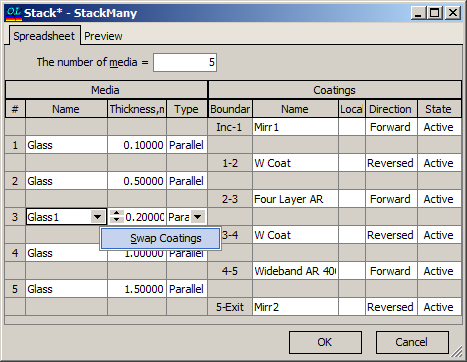 OL Stack* - StackMany
Spreadsheet Preview
The number of media = 5
Media Coatings
# Name Thickness,m Type Boundar Name Local Direction State
Inc-1 Mirr1 Forward Active
1 Glass 0.10000 Parallel
1-2 W Coat Reversed Active
2 Glass 0.50000 Parallel
2-3 Four Layer AR Forward Active
3 Glass1 0.20000 Para
3-4 W Coat Reversed Active
Swap Coatings
4 Glass 1.00000 Parallel
4-5 Wideband AR 400 Forward Active
5 Glass 1.50000 Parallel
5-Exit Mirr2 Reversed Active
OK Cancel